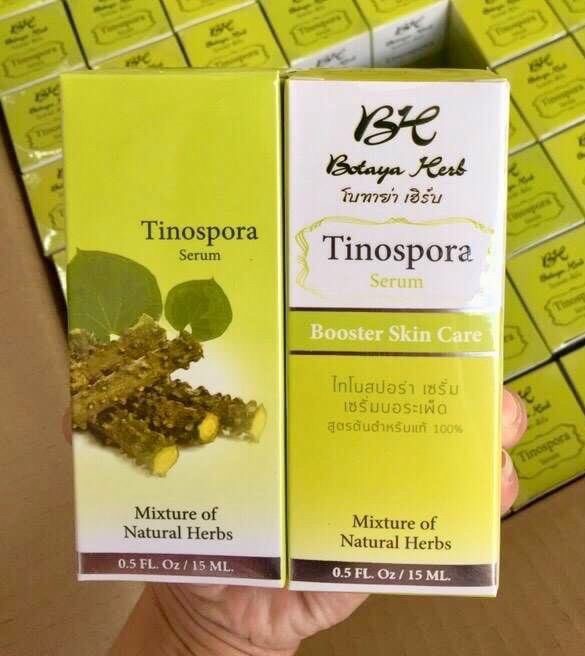 Tinospora
Serum
Mixture of
Natural Herbs
0.5 FL. Oz / 15 ML.
BH
Botaya Herb
โบทาย่า เฮิร์บ
Tinospora
Serum
Booster Skin Care
ไทโนสปอร่า เซรั่ม
เซรั่มบอระเพ็ด
สูตรต้นตำหรับแท้ 100%
Mixture of
Natural Herbs
0.5 FL. Oz / 15 ML.